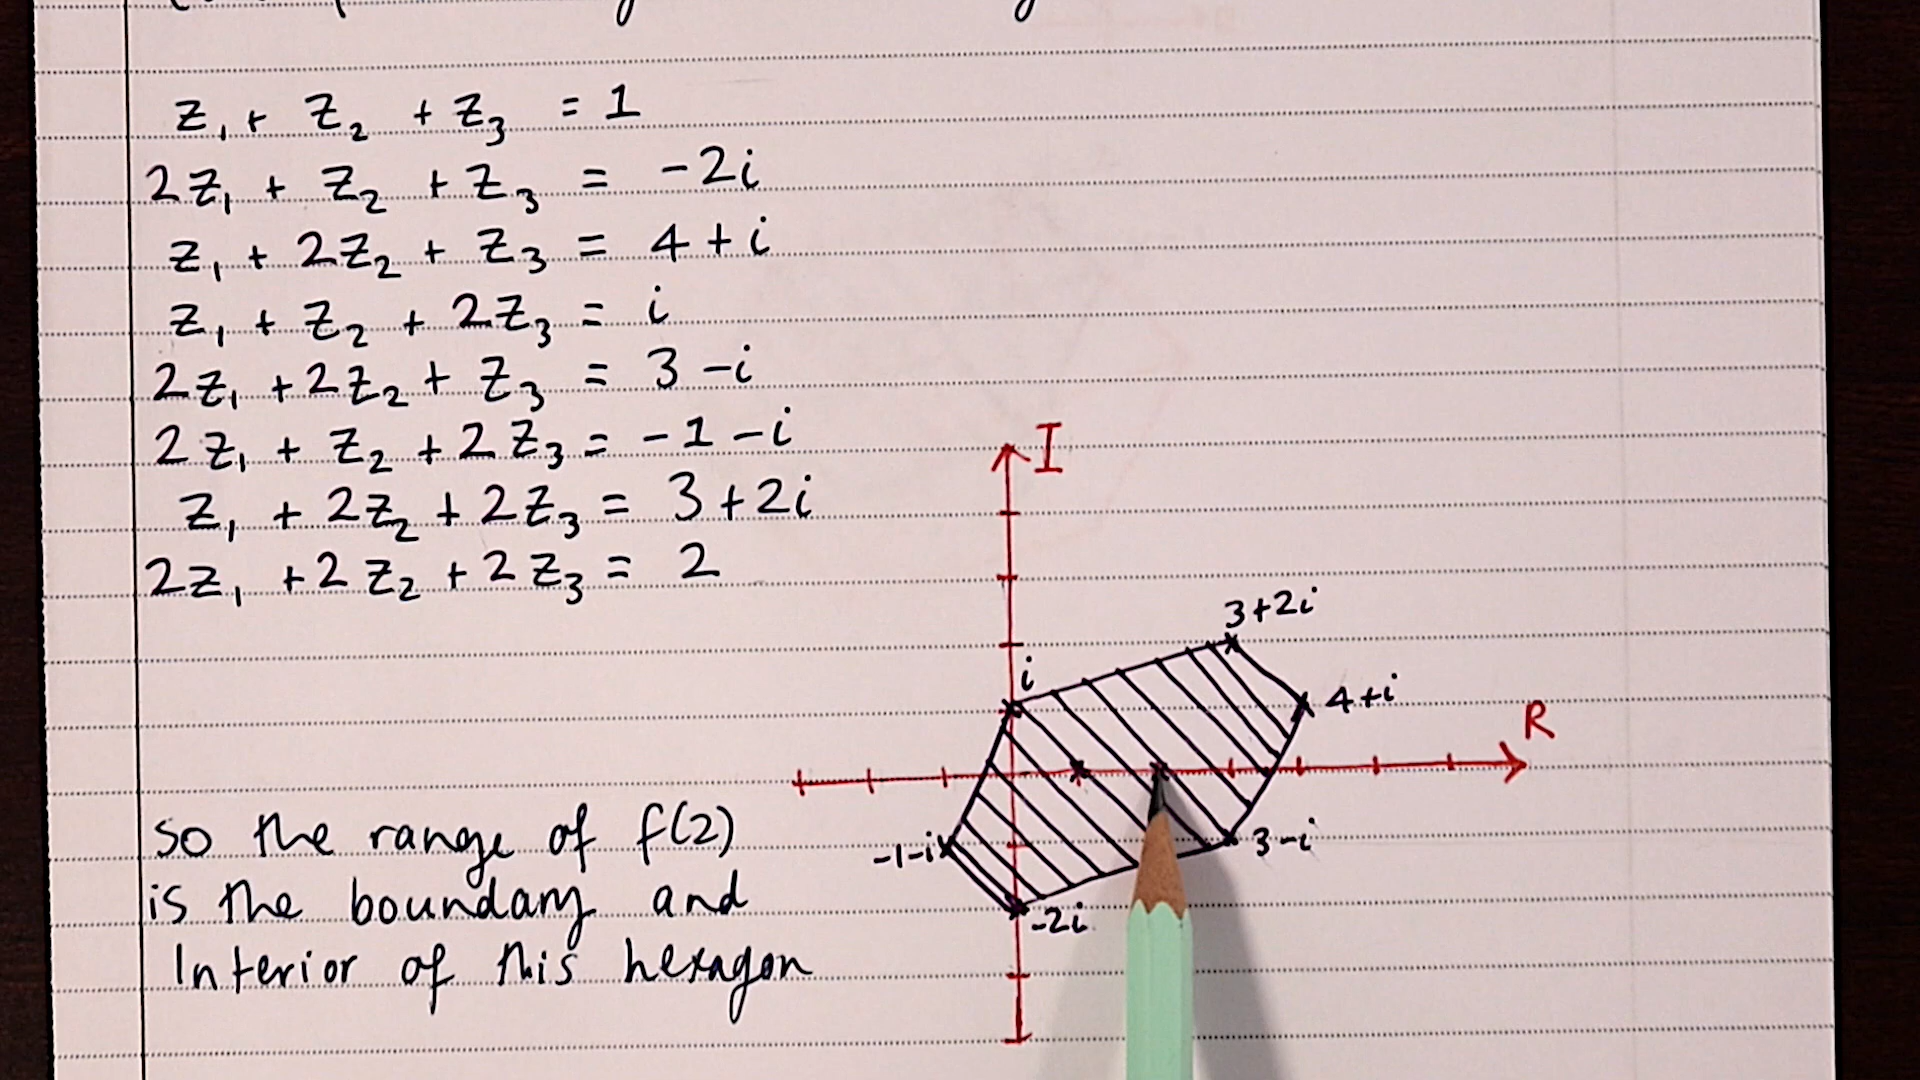 z₁ + z₂ + z₃ = 1
2z₁ + z₂ + z₃ = -2i
z₁ + 2z₂ + z₃ = 4+i
z₁ + z₂ + 2z₃ = i
2z₁ + 2z₂ + z₃ = 3-i
2z₁ + z₂ + 2z₃ = -1-i
z₁ + 2z₂ + 2z₃ = 3+2i
2z₁ + 2z₂ + 2z₃ = 2
I
3+2i
i
4+i
R
-1-i
3-i
-2i
so the range of f(2)
is the boundary and
Interior of this hexagon